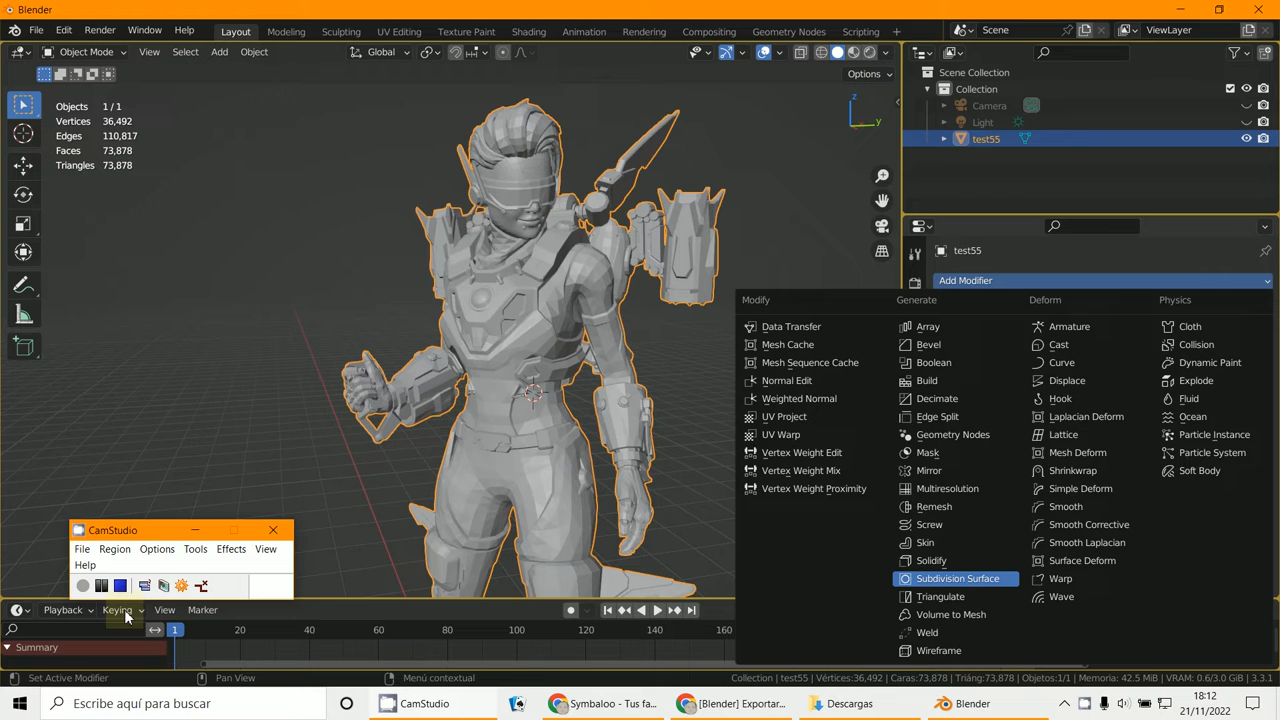 Blender
File Edit Render Window Help
Layout Modeling Sculpting UV Editing Texture Paint Shading Animation Rendering Compositing Geometry Nodes Scripting +
Scene
ViewLayer
Object Mode View Select Add Object
Global
Options
Objects 1 / 1
Vertices 36,492
Edges 110,817
Faces 73,878
Triangles 73,878
z
y
Scene Collection
Collection
Camera
Light
test55
test55
Add Modifier
Modify Generate Deform Physics
Data Transfer Array Armature Cloth
Mesh Cache Bevel Cast Collision
Mesh Sequence Cache Boolean Curve Dynamic Paint
Normal Edit Build Displace Explode
Weighted Normal Decimate Hook Fluid
UV Project Edge Split Laplacian Deform Ocean
UV Warp Geometry Nodes Lattice Particle Instance
Vertex Weight Edit Mask Mesh Deform Particle System
Vertex Weight Mix Mirror Shrinkwrap Soft Body
Vertex Weight Proximity Multiresolution Simple Deform
Remesh Smooth
Screw Smooth Corrective
Skin Smooth Laplacian
Solidify Surface Deform
Subdivision Surface Warp
Triangulate Wave
Volume to Mesh
Weld
Wireframe
CamStudio
File Region Options Tools Effects View
Help
Playback Keying View Marker
1 20 40 60 80 100 120 140
Summary
Set Active Modifier Pan View Menú contextual
Collection | test55 | Vértices:36,492 | Caras:73,878 | Triáng:73,878 | Objetos:1/1 | Memoria: 42.5 MiB | VRAM: 0.6/3.0 GiB | 3.3.1
Escribe aquí para buscar
CamStudio
Symbaloo - Tus fa...
[Blender] Exportar...
Descargas
Blender
18:12
21/11/2022